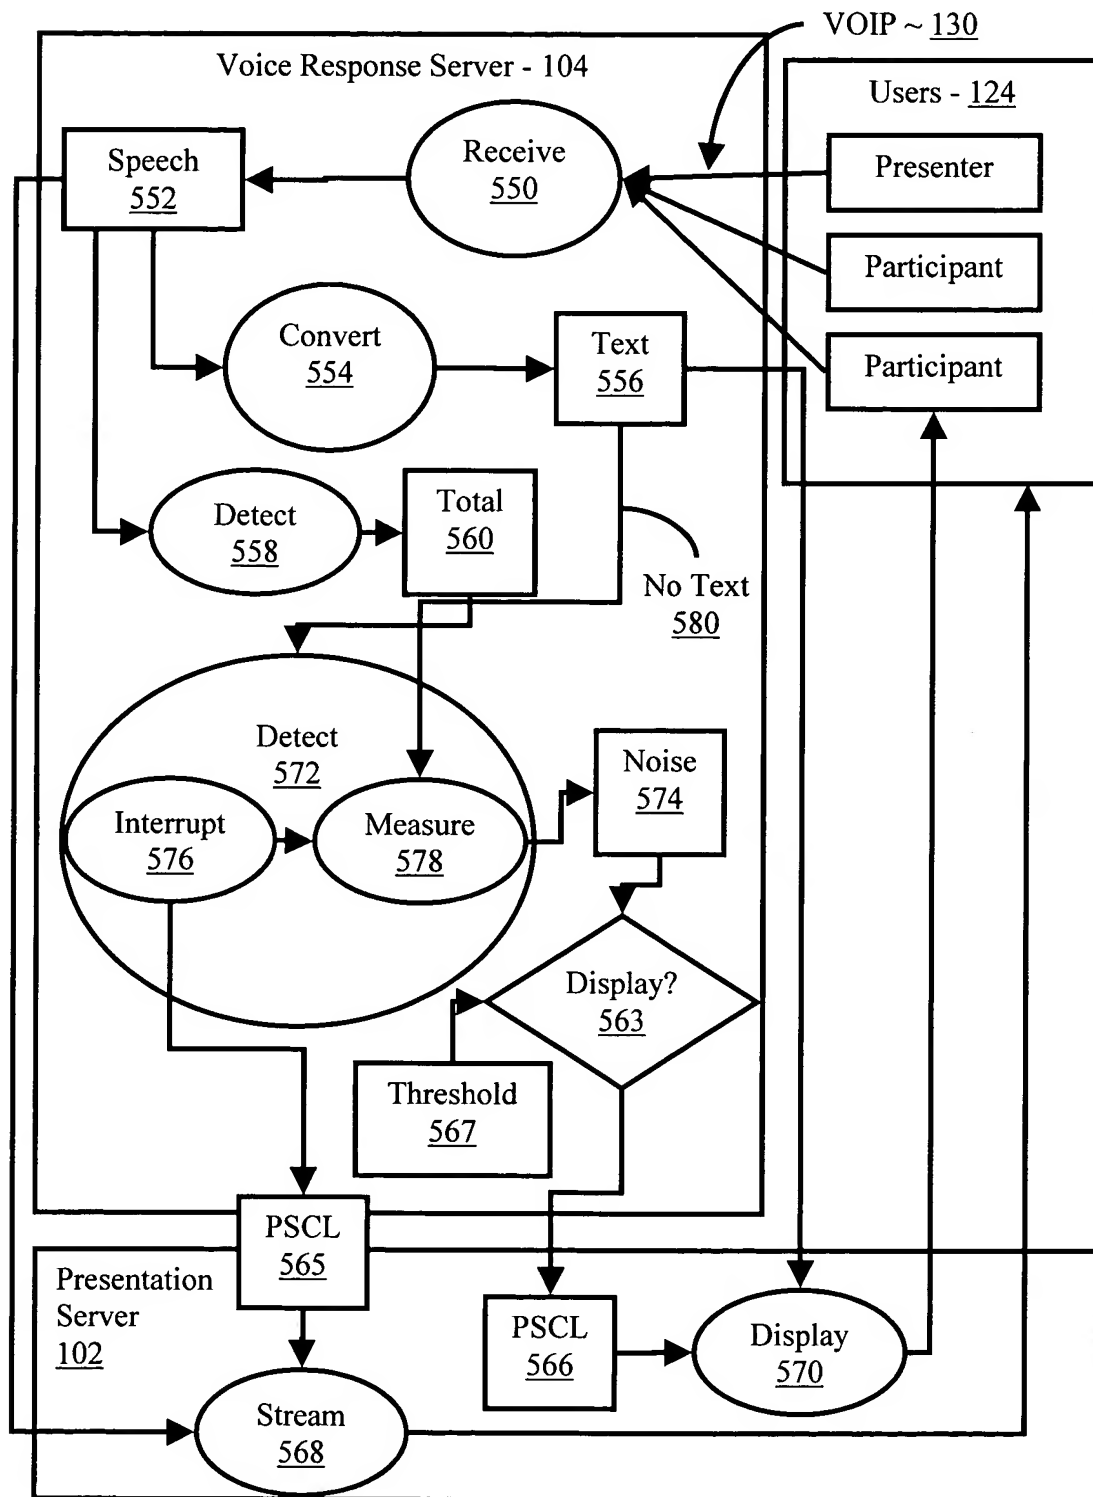 VOIP ~ 130
Voice Response Server - 104
Users - 124
Speech
552
Receive
550
Presenter
Participant
Participant
Convert
554
Text
556
Detect
558
Total
560
No Text
580
Detect
572
Interrupt
576
Measure
578
Noise
574
Display?
563
Threshold
567
PSCL
565
Presentation
Server
102
PSCL
566
Display
570
Stream
568